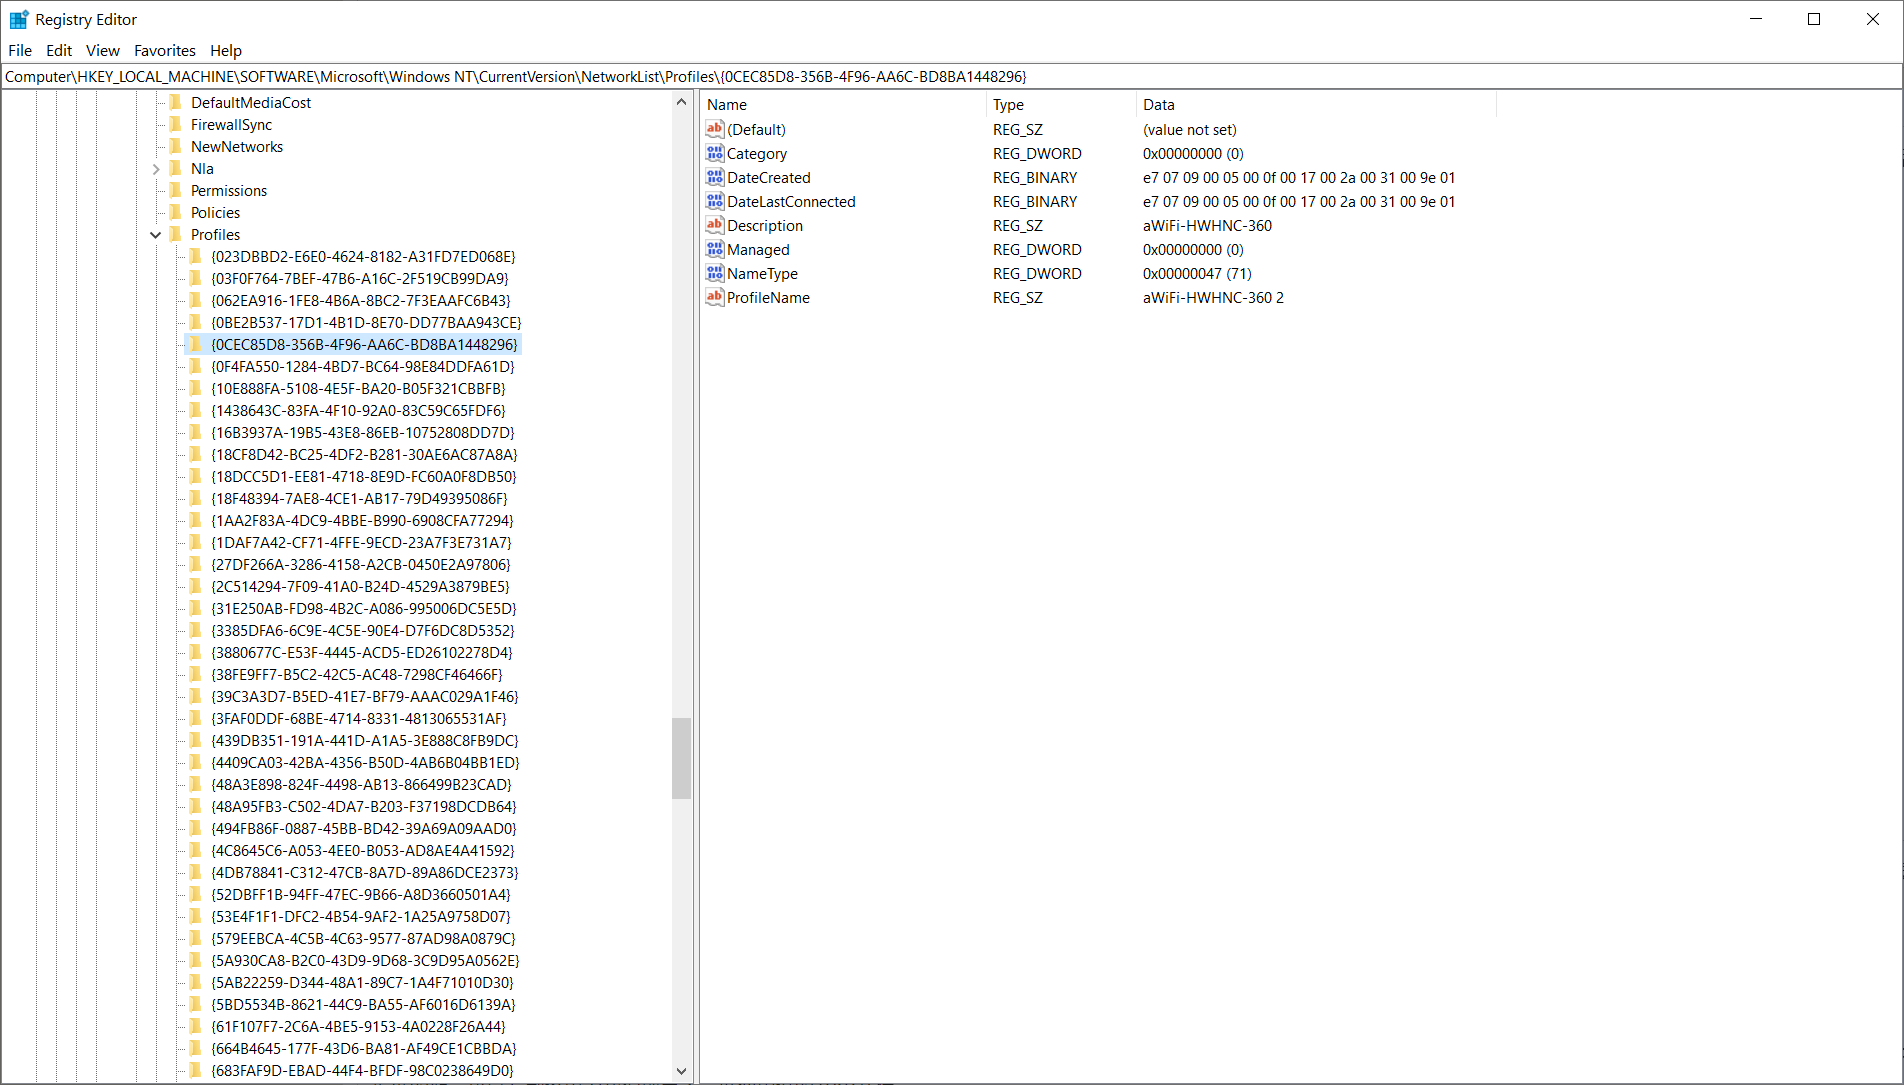 Registry Editor
File Edit View Favorites Help
Computer\HKEY_LOCAL_MACHINE\SOFTWARE\Microsoft\Windows NT\CurrentVersion\NetworkList\Profiles\{0CEC85D8-356B-4F96-AA6C-BD8BA1448296}
DefaultMediaCost
FirewallSync
NewNetworks
Nla
Permissions
Policies
Profiles
{023DBBD2-E6E0-4624-8182-A31FD7ED068E}
{03F0F764-7BEF-47B6-A16C-2F519CB99DA9}
{062EA916-1FE8-4B6A-8BC2-7F3EAAFC6B43}
{0BE2B537-17D1-4B1D-8E70-DD77BAA943CE}
{0CEC85D8-356B-4F96-AA6C-BD8BA1448296}
{0F4FA550-1284-4BD7-BC64-98E84DDFA61D}
{10E888FA-5108-4E5F-BA20-B05F321CBBFB}
{1438643C-83FA-4F10-92A0-83C59C65FDF6}
{16B3937A-19B5-43E8-86EB-10752808DD7D}
{18CF8D42-BC25-4DF2-B281-30AE6AC87A8A}
{18DCC5D1-EE81-4718-8E9D-FC60A0F8DB50}
{18F48394-7AE8-4CE1-AB17-79D49395086F}
{1AA2F83A-4DC9-4BBE-B990-6908CFA77294}
{1DAF7A42-CF71-4FFE-9ECD-23A7F3E731A7}
{27DF266A-3286-4158-A2CB-0450E2A97806}
{2C514294-7F09-41A0-B24D-4529A3879BE5}
{31E250AB-FD98-4B2C-A086-995006DC5E5D}
{3385DFA6-6C9E-4C5E-90E4-D7F6DC8D5352}
{3880677C-E53F-4445-ACD5-ED26102278D4}
{38FE9FF7-B5C2-42C5-AC48-7298CF46466F}
{39C3A3D7-B5ED-41E7-BF79-AAAC029A1F46}
{3FAF0DDF-68BE-4714-8331-4813065531AF}
{439DB351-191A-441D-A1A5-3E888C8FB9DC}
{4409CA03-42BA-4356-B50D-4AB6B04BB1ED}
{48A3E898-824F-4498-AB13-866499B23CAD}
{48A95FB3-C502-4DA7-B203-F37198DCDB64}
{494FB86F-0887-45BB-BD42-39A69A09AAD0}
{4C8645C6-A053-4EE0-B053-AD8AE4A41592}
{4DB78841-C312-47CB-8A7D-89A86DCE2373}
{52DBFF1B-94FF-47EC-9B66-A8D3660501A4}
{53E4F1F1-DFC2-4B54-9AF2-1A25A9758D07}
{579EEBCA-4C5B-4C63-9577-87AD98A0879C}
{5A930CA8-B2C0-43D9-9D68-3C9D95A0562E}
{5AB22259-D344-48A1-89C7-1A4F71010D30}
{5BD5534B-8621-44C9-BA55-AF6016D6139A}
{61F107F7-2C6A-4BE5-9153-4A0228F26A44}
{664B4645-177F-43D6-BA81-AF49CE1CBBDA}
{683FAF9D-EBAD-44F4-BFDF-98C0238649D0}
Name Type Data
(Default) REG_SZ (value not set)
Category REG_DWORD 0x00000000 (0)
DateCreated REG_BINARY e7 07 09 00 05 00 0f 00 17 00 2a 00 31 00 9e 01
DateLastConnected REG_BINARY e7 07 09 00 05 00 0f 00 17 00 2a 00 31 00 9e 01
Description REG_SZ aWiFi-HWHNC-360
Managed REG_DWORD 0x00000000 (0)
NameType REG_DWORD 0x00000047 (71)
ProfileName REG_SZ aWiFi-HWHNC-360 2